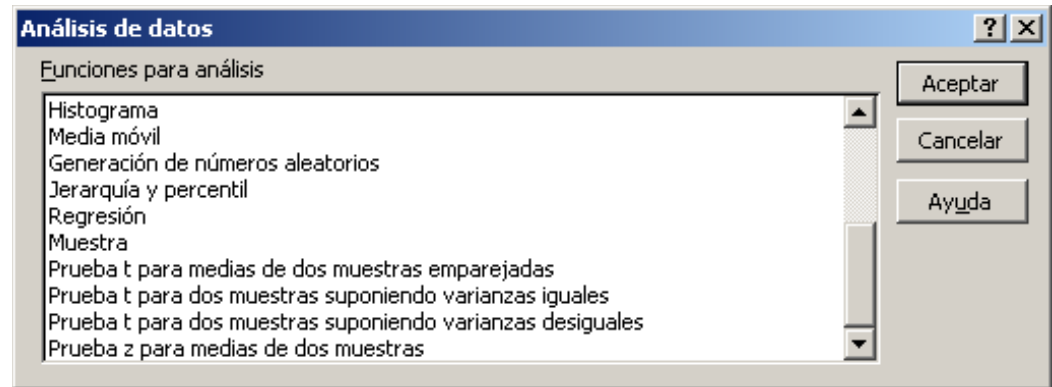 Análisis de datos
Funciones para análisis
Histograma
Media móvil
Generación de números aleatorios
Jerarquía y percentil
Regresión
Muestra
Prueba t para medias de dos muestras emparejadas
Prueba t para dos muestras suponiendo varianzas iguales
Prueba t para dos muestras suponiendo varianzas desiguales
Prueba z para medias de dos muestras
Aceptar
Cancelar
Ayuda